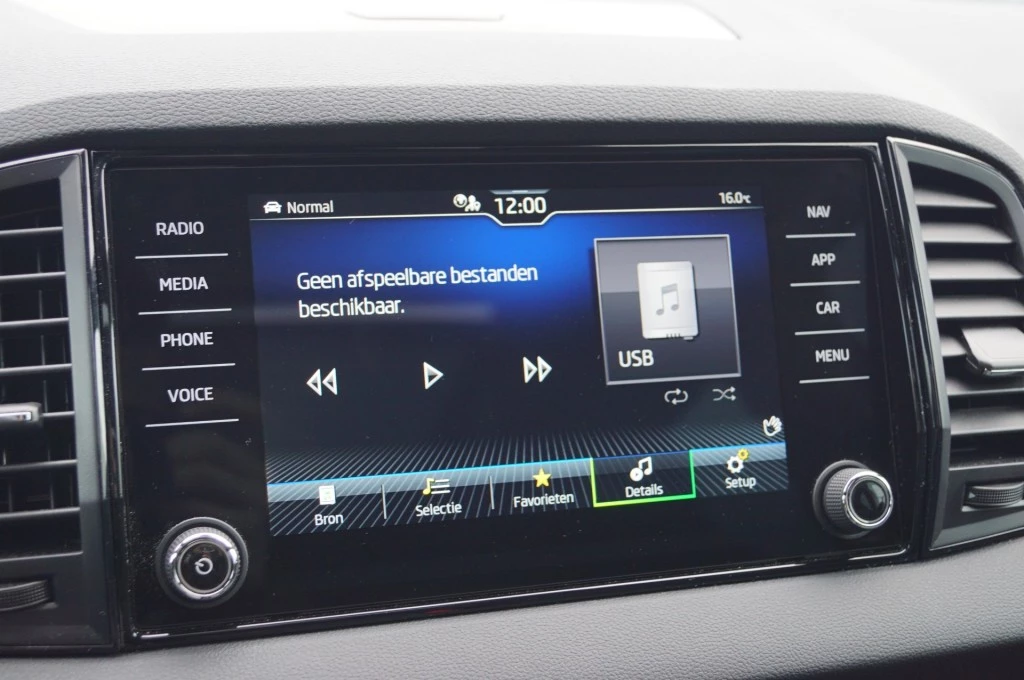 Normal
12:00
16.0℃
RADIO
MEDIA
PHONE
VOICE
Geen afspeelbare bestanden
beschikbaar.
USB
NAV
APP
CAR
MENU
Bron
Selectie
Favorieten
Details
Setup